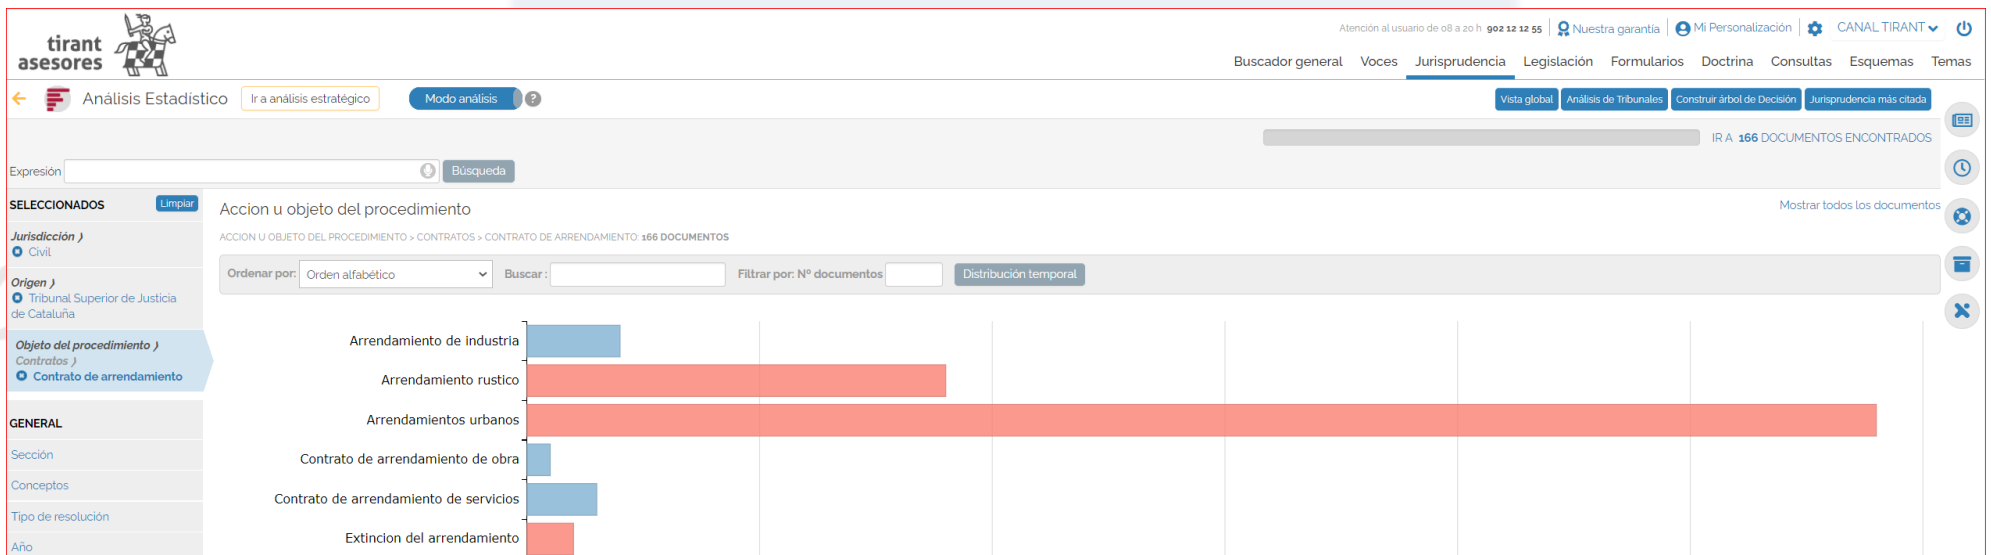 tirant
asesores
Atención al usuario de 08 a 20 h 902 12 12 55 Nuestra garantía Mi Personalización CANAL TIRANT
Buscador general Voces Jurisprudencia Legislación Formularios Doctrina Consultas Esquemas Temas
Análisis Estadístico Ir a análisis estratégico Modo análisis ? Vista global Análisis de Tribunales Construir árbol de Decisión Jurisprudencia más citada
IR A 166 DOCUMENTOS ENCONTRADOS
Expresión Búsqueda
SELECCIONADOS Limpiar
Jurisdicción )
Civil
Origen )
Tribunal Superior de Justicia
de Cataluña
Objeto del procedimiento )
Contratos )
Contrato de arrendamiento
GENERAL
Sección
Conceptos
Tipo de resolución
Año
Accion u objeto del procedimiento Mostrar todos los documentos
ACCION U OBJETO DEL PROCEDIMIENTO > CONTRATOS > CONTRATO DE ARRENDAMIENTO: 166 DOCUMENTOS
Ordenar por: Orden alfabético Buscar : Filtrar por: Nº documentos Distribución temporal
Arrendamiento de industria
Arrendamiento rustico
Arrendamientos urbanos
Contrato de arrendamiento de obra
Contrato de arrendamiento de servicios
Extincion del arrendamiento